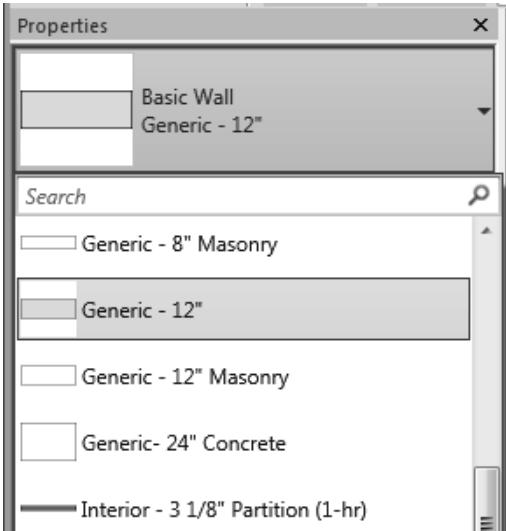 Properties
Basic Wall
Generic - 12"
Search
Generic - 8" Masonry
Generic - 12"
Generic - 12" Masonry
Generic- 24" Concrete
Interior - 3 1/8" Partition (1-hr)